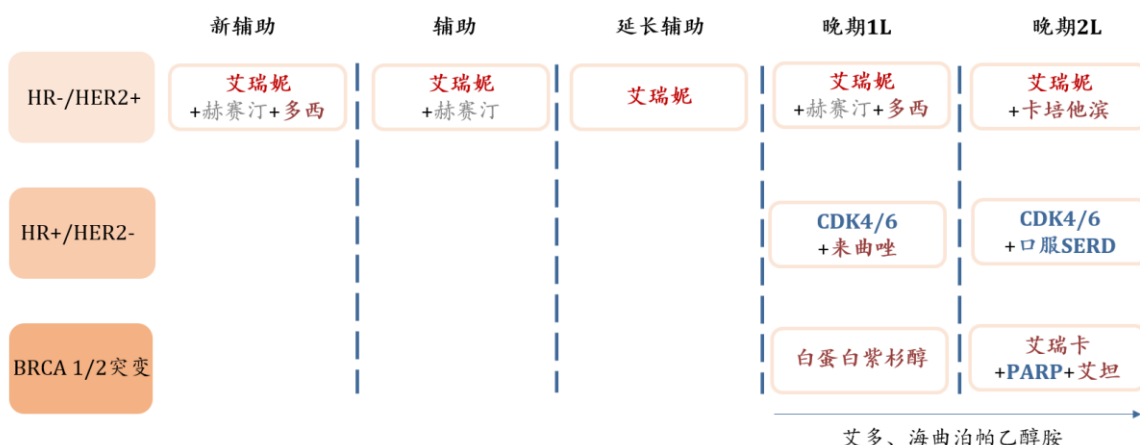 新辅助 辅助 延长辅助 晚期1L 晚期2L
HR-/HER2+
艾瑞妮
+赫赛汀+多西
艾瑞妮
+赫赛汀
艾瑞妮
艾瑞妮
+赫赛汀+多西
艾瑞妮
+卡培他滨
HR+/HER2-
CDK4/6
+来曲唑
CDK4/6
+口服SERD
BRCA 1/2突变
白蛋白紫杉醇
艾瑞卡
+PARP+艾坦
艾多、海曲泊帕乙醇胺